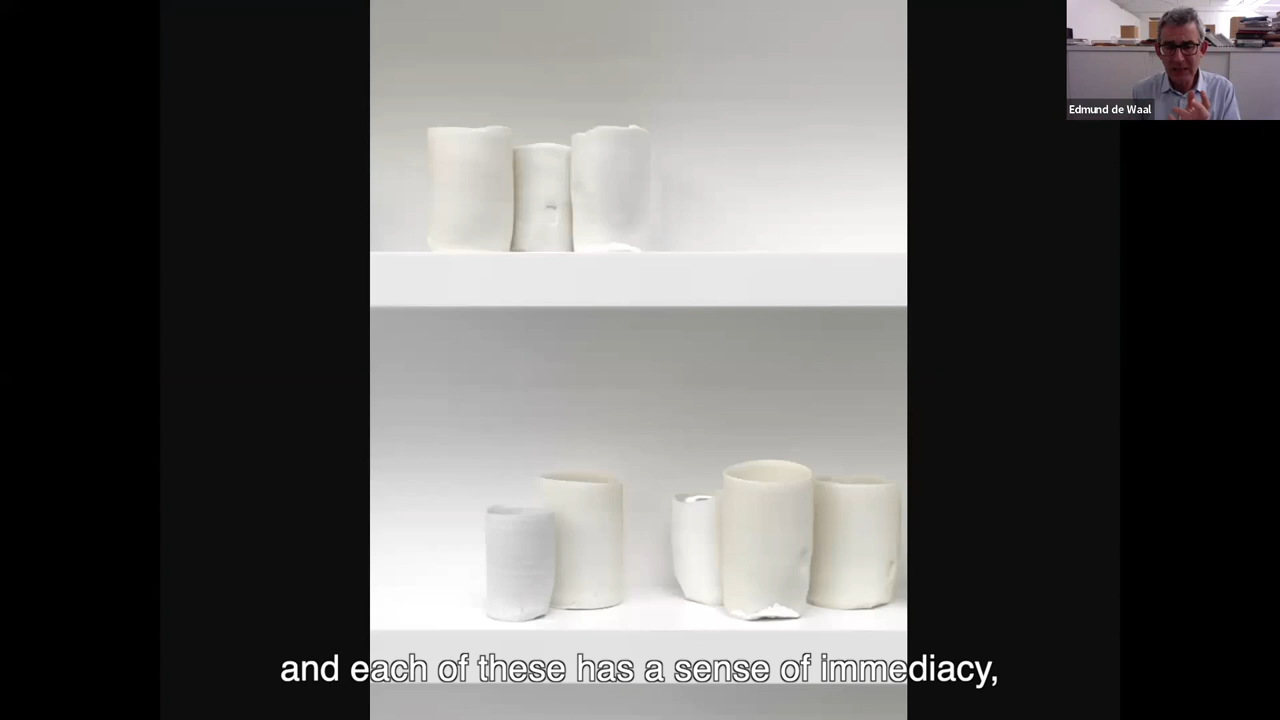 Edmund de Waal
and each of these has a sense of immediacy,